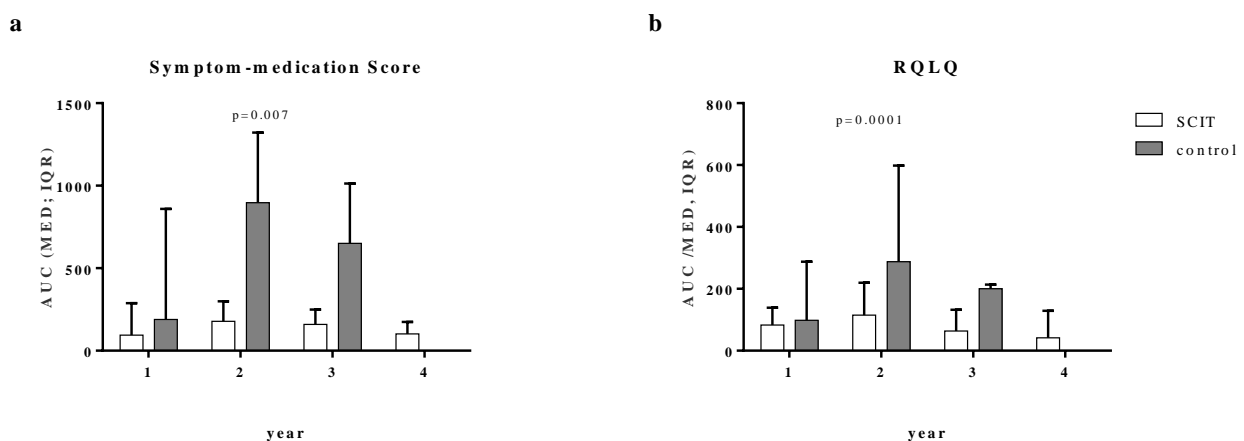 a
Symptom-medication Score
AUC (MED; IQR)
1500
1000
500
0
p=0.007
1 2 3 4
year
b
RQLQ
AUC /MED, IQR)
800
600
400
200
0
p=0.0001
1 2 3 4
year
SCIT
control